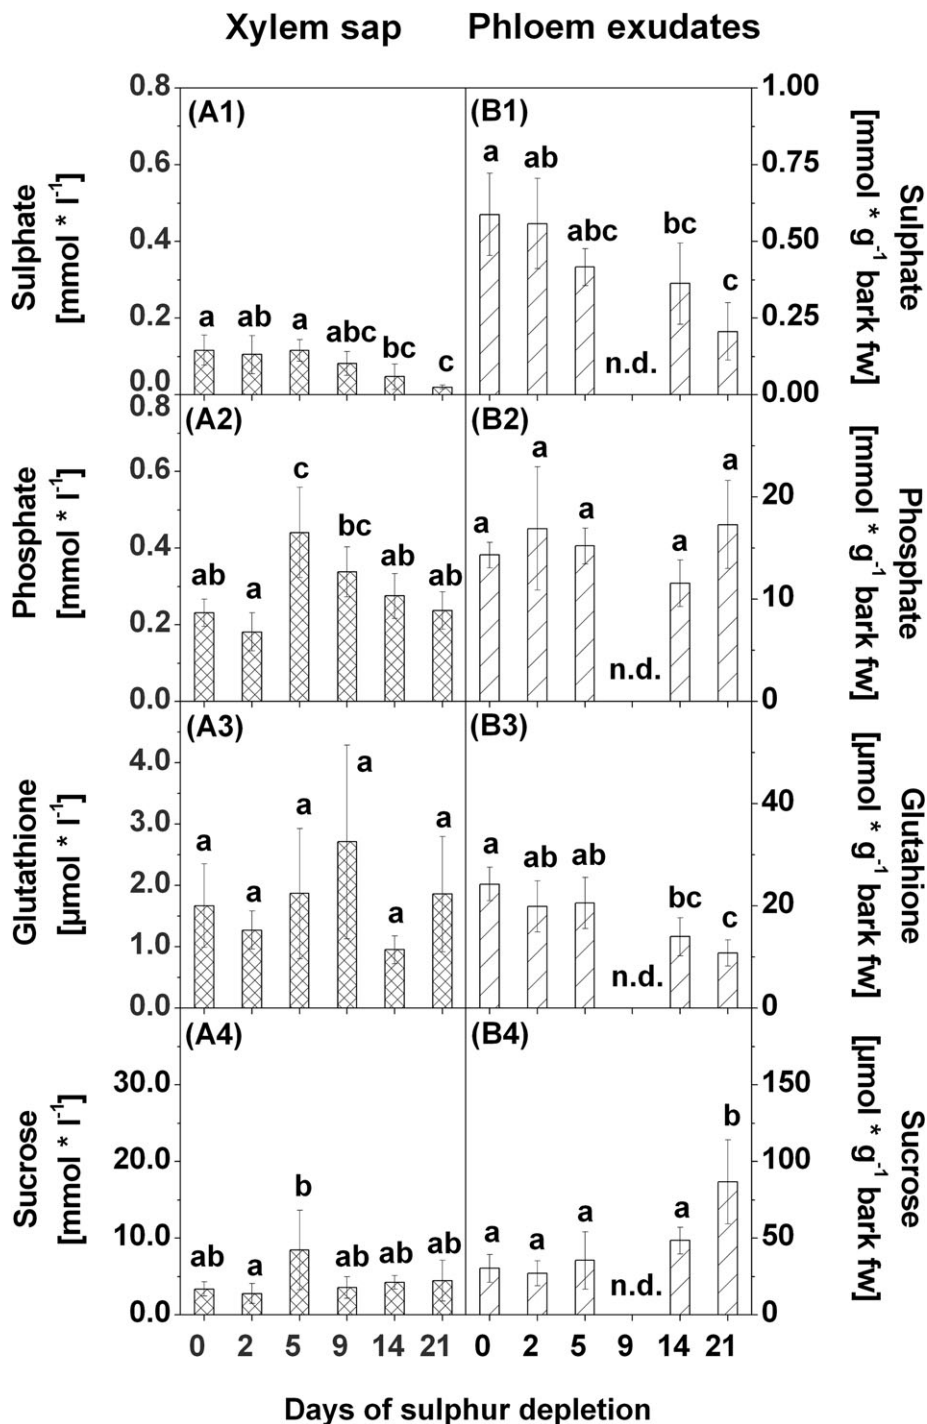 Xylem sap Phloem exudates
(A1)
Sulphate
[mmol * l-1]
0.8
0.6
0.4
0.2
0.0
a ab a abc bc c
(B1)
Sulphate
[mmol * g-1 bark fw]
1.00
0.75
0.50
0.25
0.00
a ab abc n.d. bc c
(A2)
Phosphate
[mmol * l-1]
0.8
0.6
0.4
0.2
0.0
ab a c bc ab ab
(B2)
Phosphate
[mmol * g-1 bark fw]
20
10
0
a a a n.d. a a
(A3)
Glutathione
[µmol * l-1]
4.0
3.0
2.0
1.0
0.0
a a a a a a
(B3)
Glutahione
[µmol * g-1 bark fw]
40
20
0
a ab ab n.d. bc c
(A4)
Sucrose
[mmol * l-1]
30.0
20.0
10.0
0.0
ab a b ab ab ab
(B4)
Sucrose
[µmol * g-1 bark fw]
150
100
50
0
a a a n.d. a b
0 2 5 9 14 21 0 2 5 9 14 21
Days of sulphur depletion